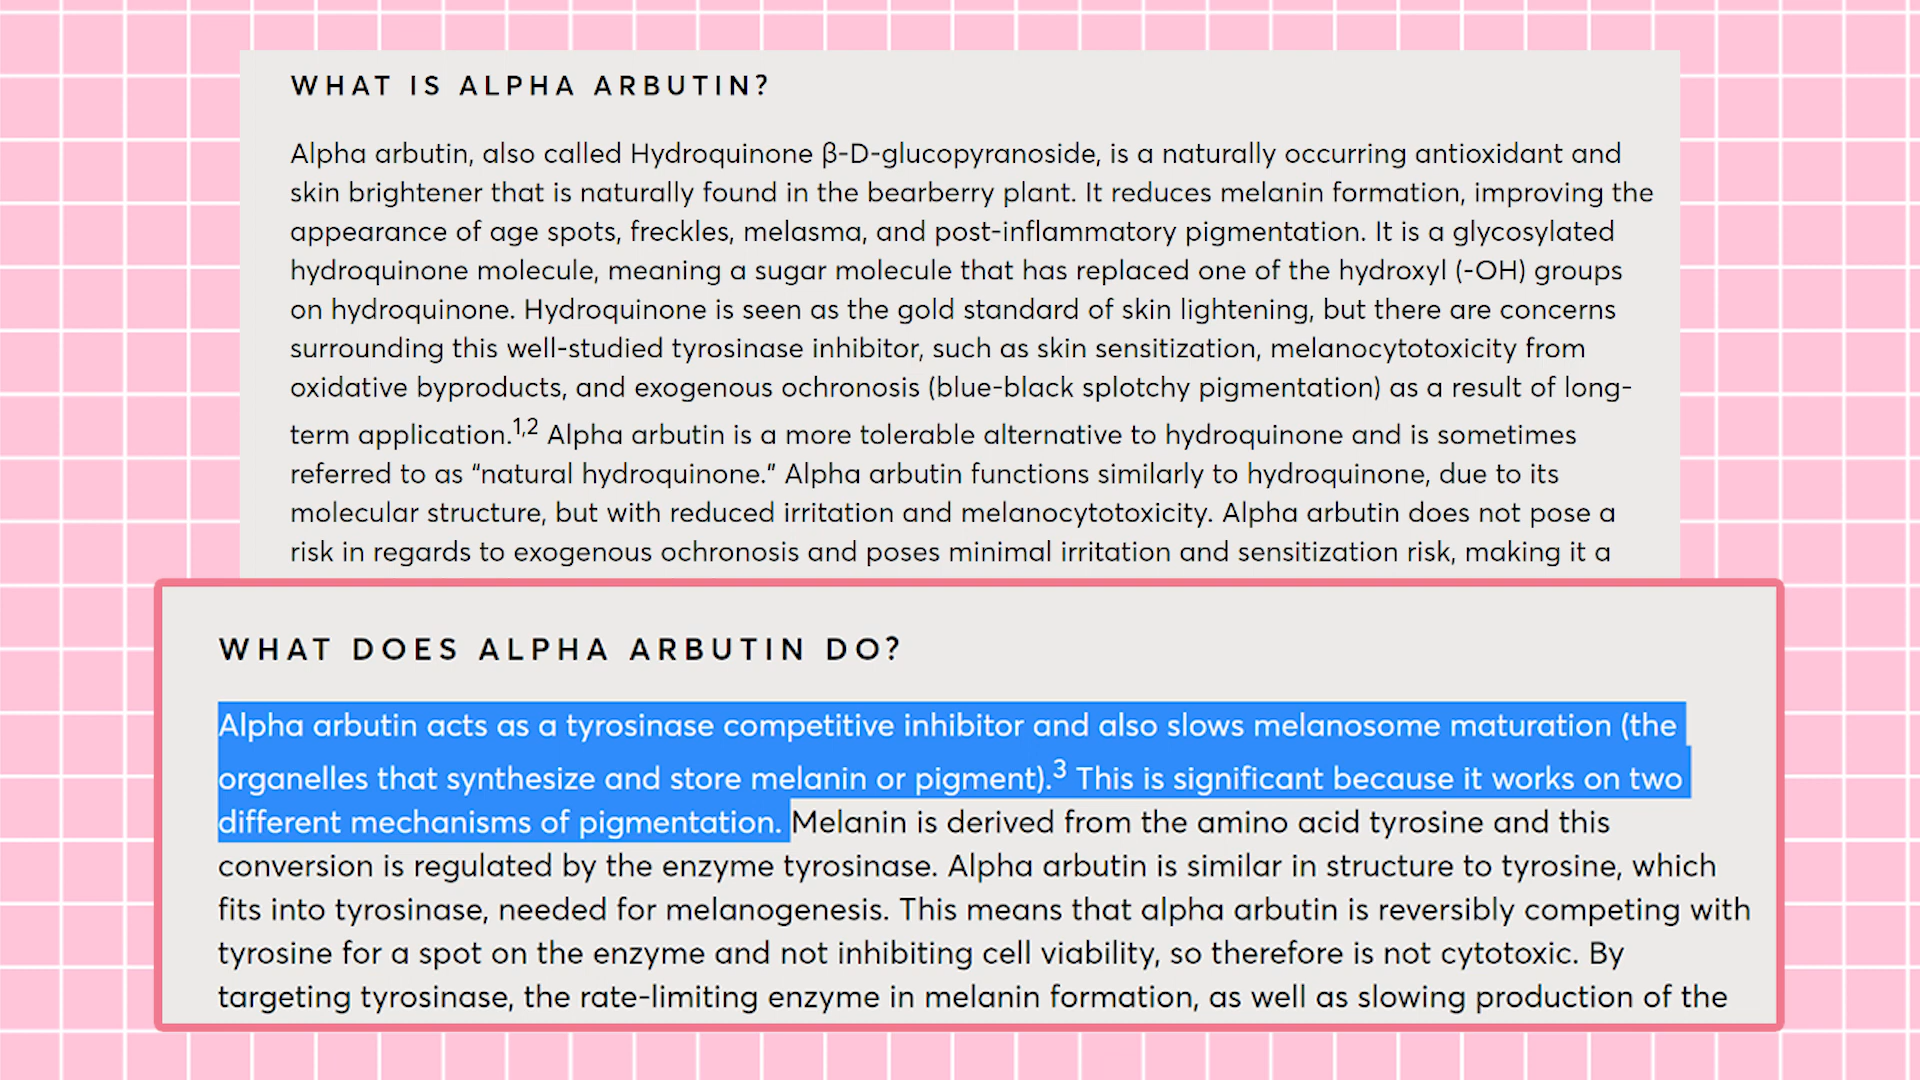 WHAT IS ALPHA ARBUTIN?
Alpha arbutin, also called Hydroquinone β-D-glucopyranoside, is a naturally occurring antioxidant and
skin brightener that is naturally found in the bearberry plant. It reduces melanin formation, improving the
appearance of age spots, freckles, melasma, and post-inflammatory pigmentation. It is a glycosylated
hydroquinone molecule, meaning a sugar molecule that has replaced one of the hydroxyl (-OH) groups
on hydroquinone. Hydroquinone is seen as the gold standard of skin lightening, but there are concerns
surrounding this well-studied tyrosinase inhibitor, such as skin sensitization, melanocytotoxicity from
oxidative byproducts, and exogenous ochronosis (blue-black splotchy pigmentation) as a result of long-
term application.1,2 Alpha arbutin is a more tolerable alternative to hydroquinone and is sometimes
referred to as “natural hydroquinone.” Alpha arbutin functions similarly to hydroquinone, due to its
molecular structure, but with reduced irritation and melanocytotoxicity. Alpha arbutin does not pose a
risk in regards to exogenous ochronosis and poses minimal irritation and sensitization risk, making it a
WHAT DOES ALPHA ARBUTIN DO?
Alpha arbutin acts as a tyrosinase competitive inhibitor and also slows melanosome maturation (the
organelles that synthesize and store melanin or pigment).3 This is significant because it works on two
different mechanisms of pigmentation. Melanin is derived from the amino acid tyrosine and this
conversion is regulated by the enzyme tyrosinase. Alpha arbutin is similar in structure to tyrosine, which
fits into tyrosinase, needed for melanogenesis. This means that alpha arbutin is reversibly competing with
tyrosine for a spot on the enzyme and not inhibiting cell viability, so therefore is not cytotoxic. By
targeting tyrosinase, the rate-limiting enzyme in melanin formation, as well as slowing production of the